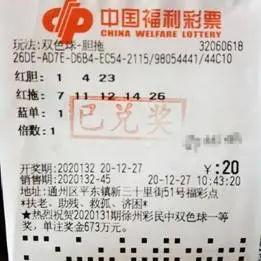 中国福利彩票
CHINA WELFARE LOTTERY
玩法:双色球-胆拖 32060618
26DE-AD7E-D6B4-EC54-2115/98054441/44C10
红胆: 1 4 23
红拖: 7 11 12 14 26
蓝单: 1
倍数: 1
已兑奖
开奖期:2020132 20-12-27 ¥:20
销售期:2020132-45 20-12-27 10:43:20
地址:通州区平东镇新三十里街51号福彩点
*扶老、助残、救孤、济困*
★热烈祝贺2020131期徐州彩民中双色球一等
奖,单注奖金673万元。